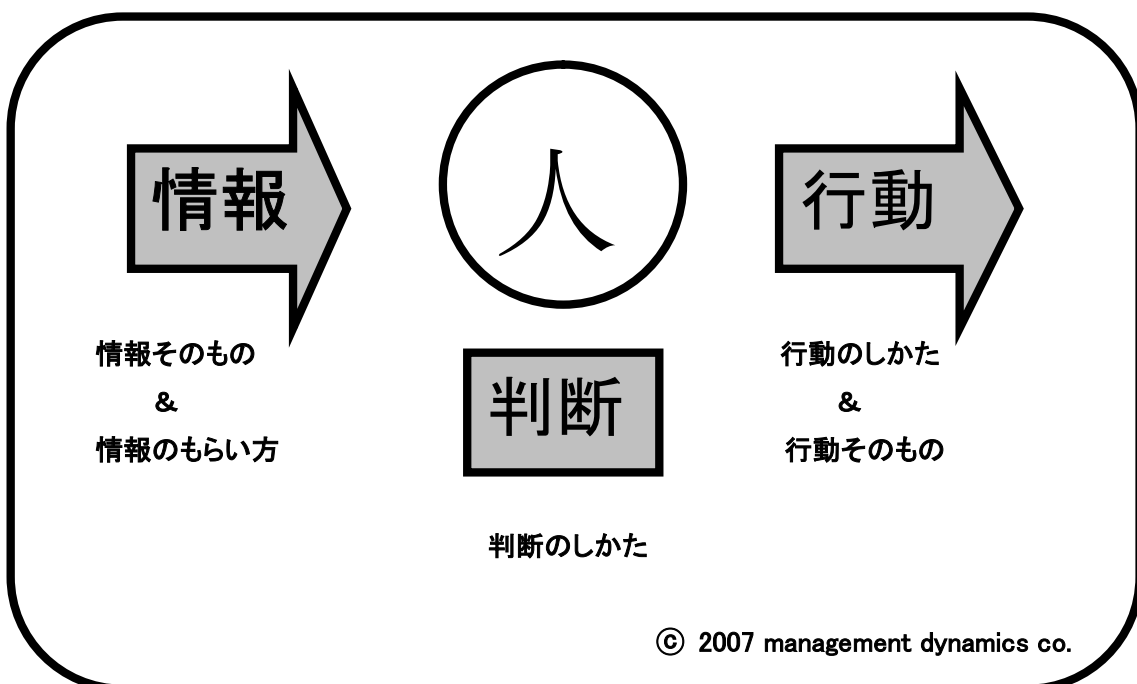 情報
人
行動
情報そのもの
&
情報のもらい方
判断
判断のしかた
行動のしかた
&
行動そのもの
© 2007 management dynamics co.